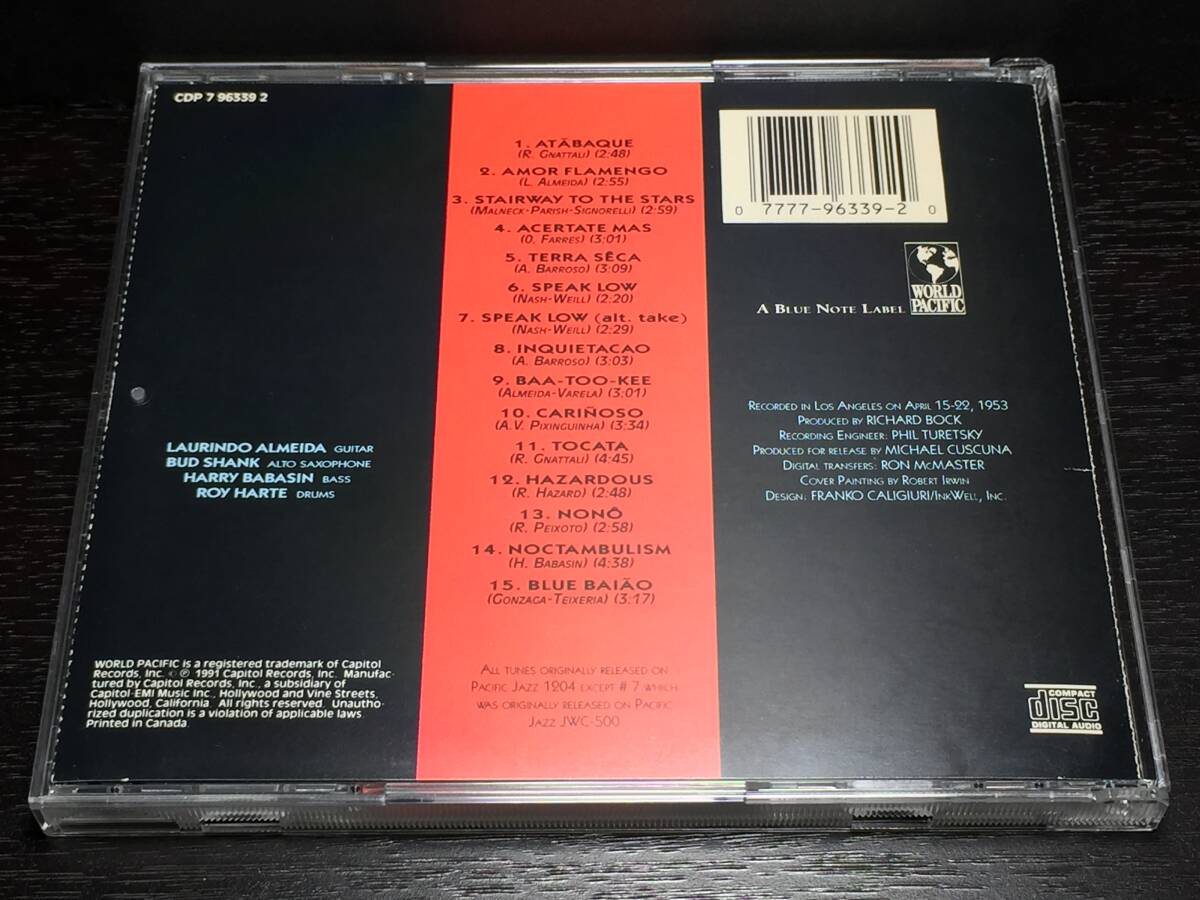 CDP 7 96339 2
LAURINDO ALMEIDA GUITAR
BUD SHANK ALTO SAXOPHONE
HARRY BABASIN BASS
ROY HARTE DRUMS
WORLD PACIFIC is a registered trademark of Capitol
Records, Inc. © ℗ 1991 Capitol Records, Inc. Manufac-
tured by Capitol Records, Inc., a subsidiary of
Capitol-EMI Music Inc., Hollywood and Vine Streets,
Hollywood, California. All rights reserved. Unautho-
rized duplication is a violation of applicable laws.
Printed in Canada.
1. ATĀBAQUE
(R. GNATTALI) (2:48)
2. AMOR FLAMENGO
(L. ALMEIDA) (2:55)
3. STAIRWAY TO THE STARS
(MALNECK-PARISH-SIGNORELLI) (2:59)
4. ACERTATE MAS
(O. FARRES) (3:01)
5. TERRA SÊCA
(A. BARROSO) (3:09)
6. SPEAK LOW
(NASH-WEILL) (2:20)
7. SPEAK LOW (alt. take)
(NASH-WEILL) (2:29)
8. INQUIETACAO
(A. BARROSO) (3:03)
9. BAA-TOO-KEE
(ALMEIDA-VARELA) (3:01)
10. CARIÑOSO
(A.V. PIXINGUINHA) (3:34)
11. TOCATA
(R. GNATTALI) (4:45)
12. HAZARDOUS
(R. HAZARD) (2:48)
13. NONÔ
(R. PEIXOTO) (2:58)
14. NOCTAMBULISM
(H. BABASIN) (4:38)
15. BLUE BAIÃO
(GONZAGA-TEIXERIA) (3:17)
ALL TUNES ORIGINALLY RELEASED ON
PACIFIC JAZZ 1204 EXCEPT # 7 WHICH
WAS ORIGINALLY RELEASED ON PACIFIC
JAZZ JWC-500
0 7777-96339-2 0
A BLUE NOTE LABEL
WORLD
PACIFIC
RECORDED IN LOS ANGELES ON APRIL 15-22, 1953
PRODUCED BY RICHARD BOCK
RECORDING ENGINEER: PHIL TURETSKY
PRODUCED FOR RELEASE BY MICHAEL CUSCUNA
DIGITAL TRANSFERS: RON MCMASTER
COVER PAINTING BY ROBERT IRWIN
DESIGN: FRANKO CALIGIURI/INKWELL, INC.
COMPACT
disc
DIGITAL AUDIO